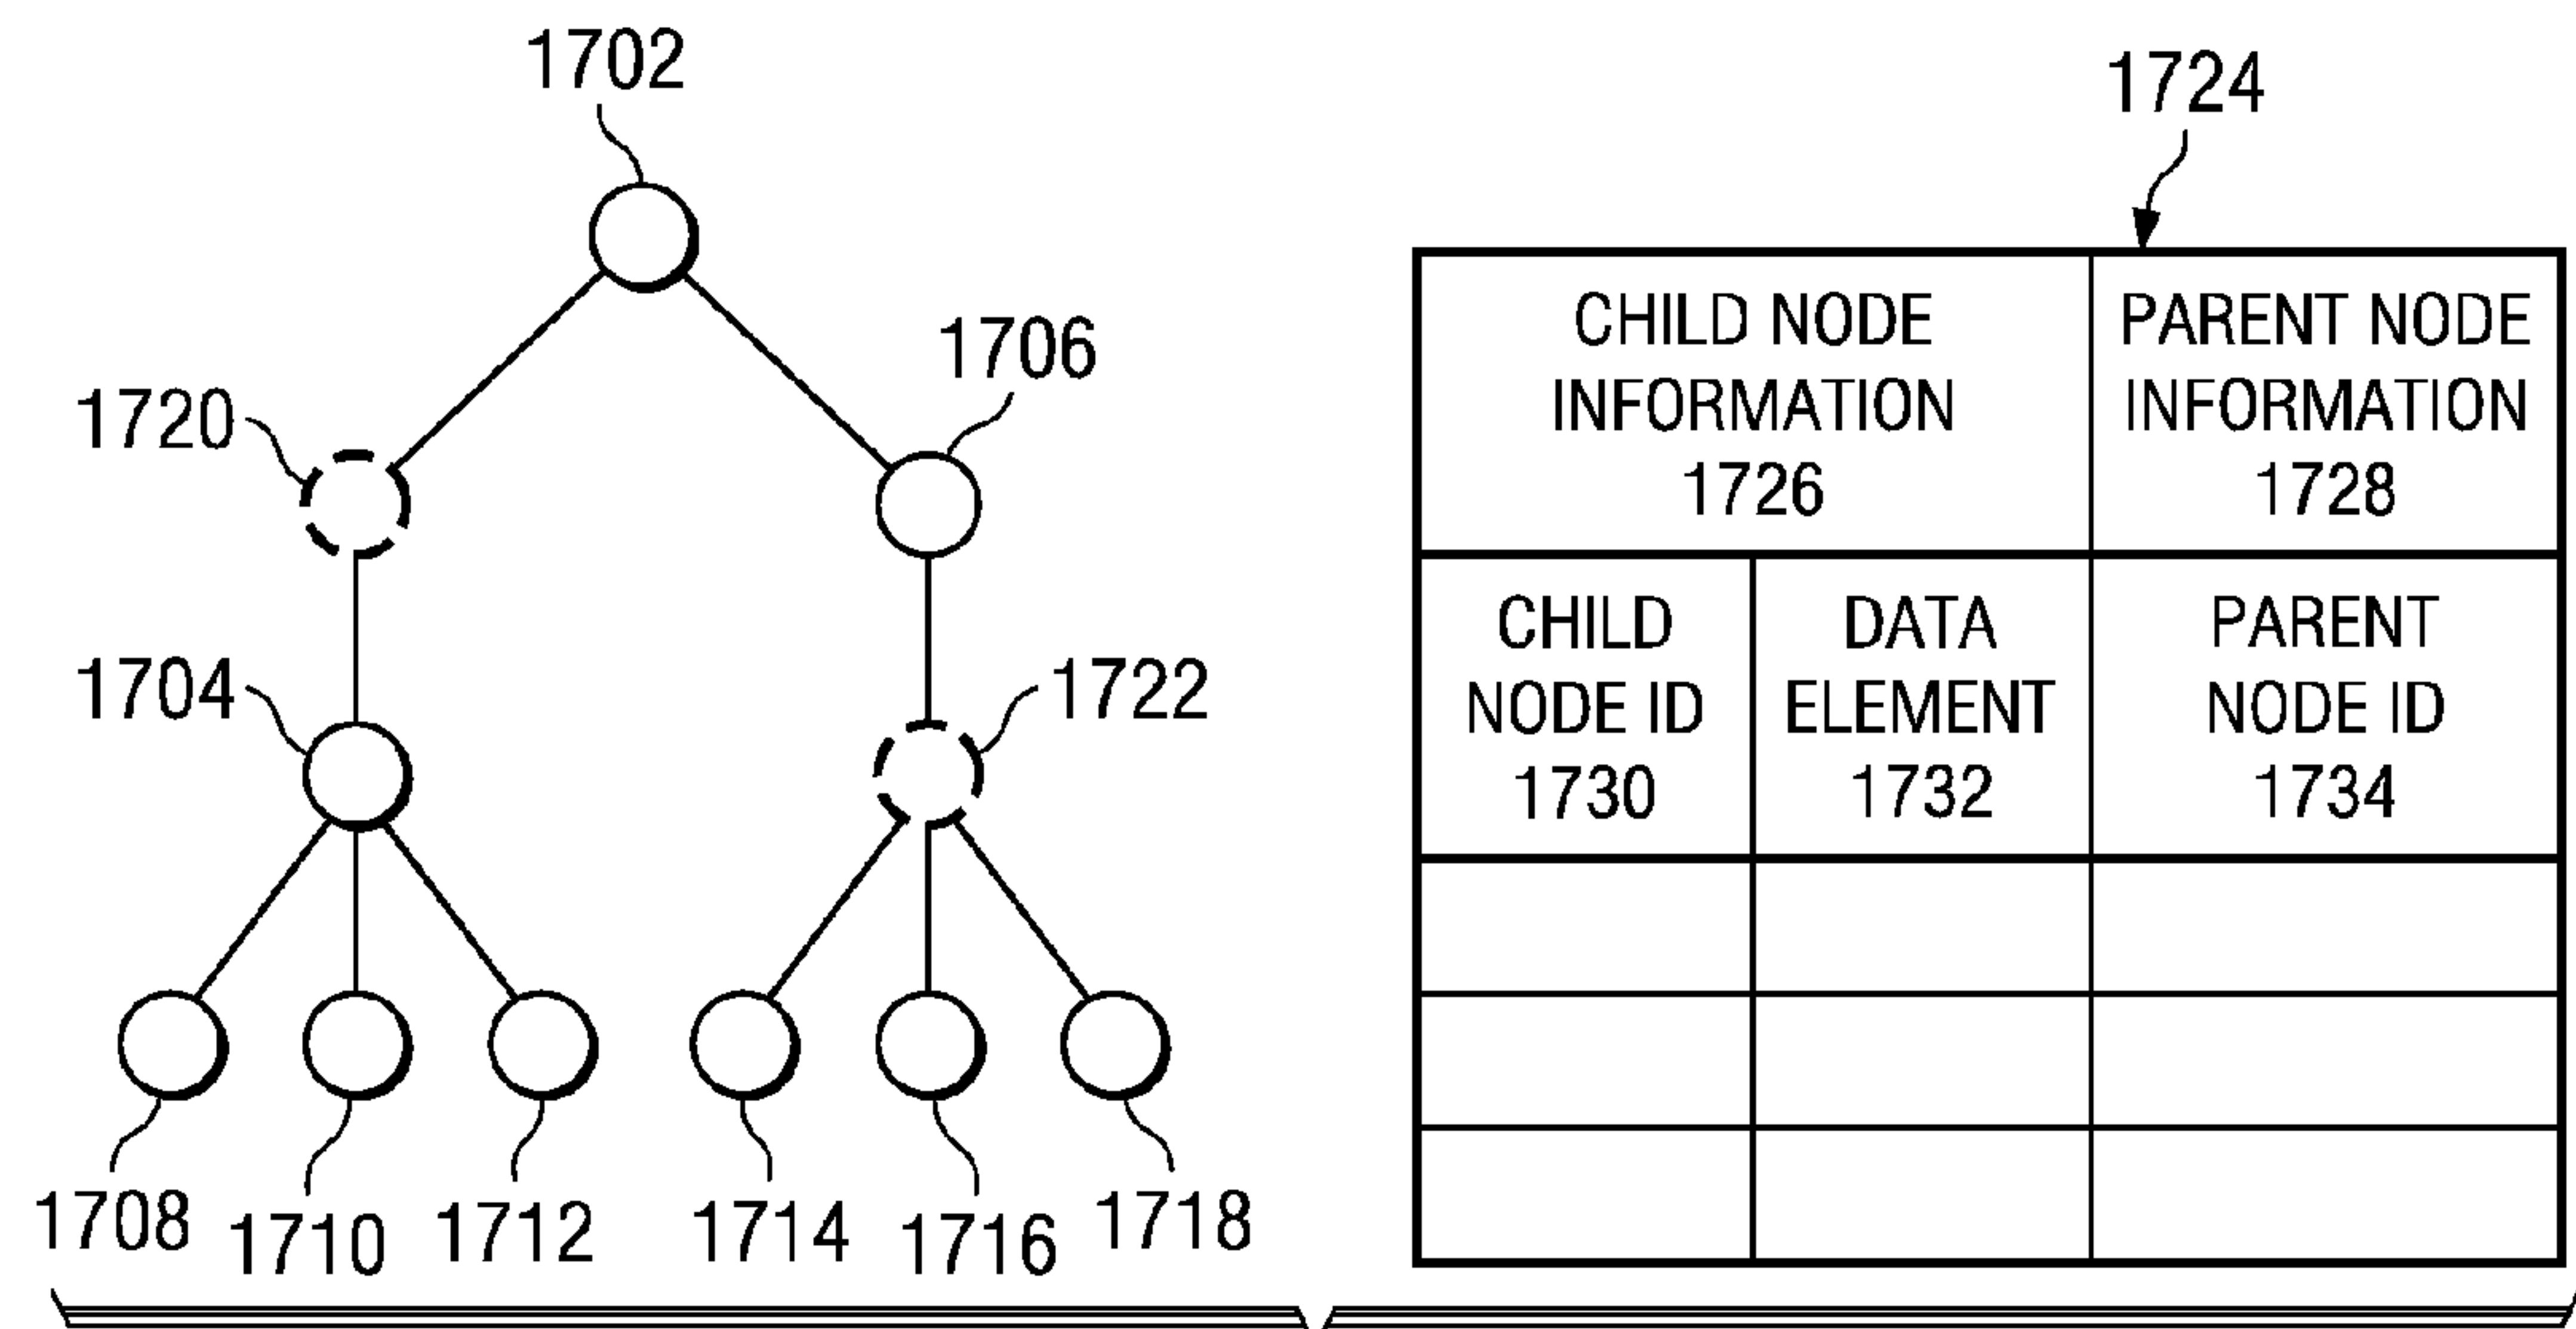 1702
1724
1706
1720
1704
1722
1708
1710
1712
1714
1716
1718
CHILD NODE
INFORMATION
1726
PARENT NODE
INFORMATION
1728
CHILD
NODE ID
1730
DATA
ELEMENT
1732
PARENT
NODE ID
1734